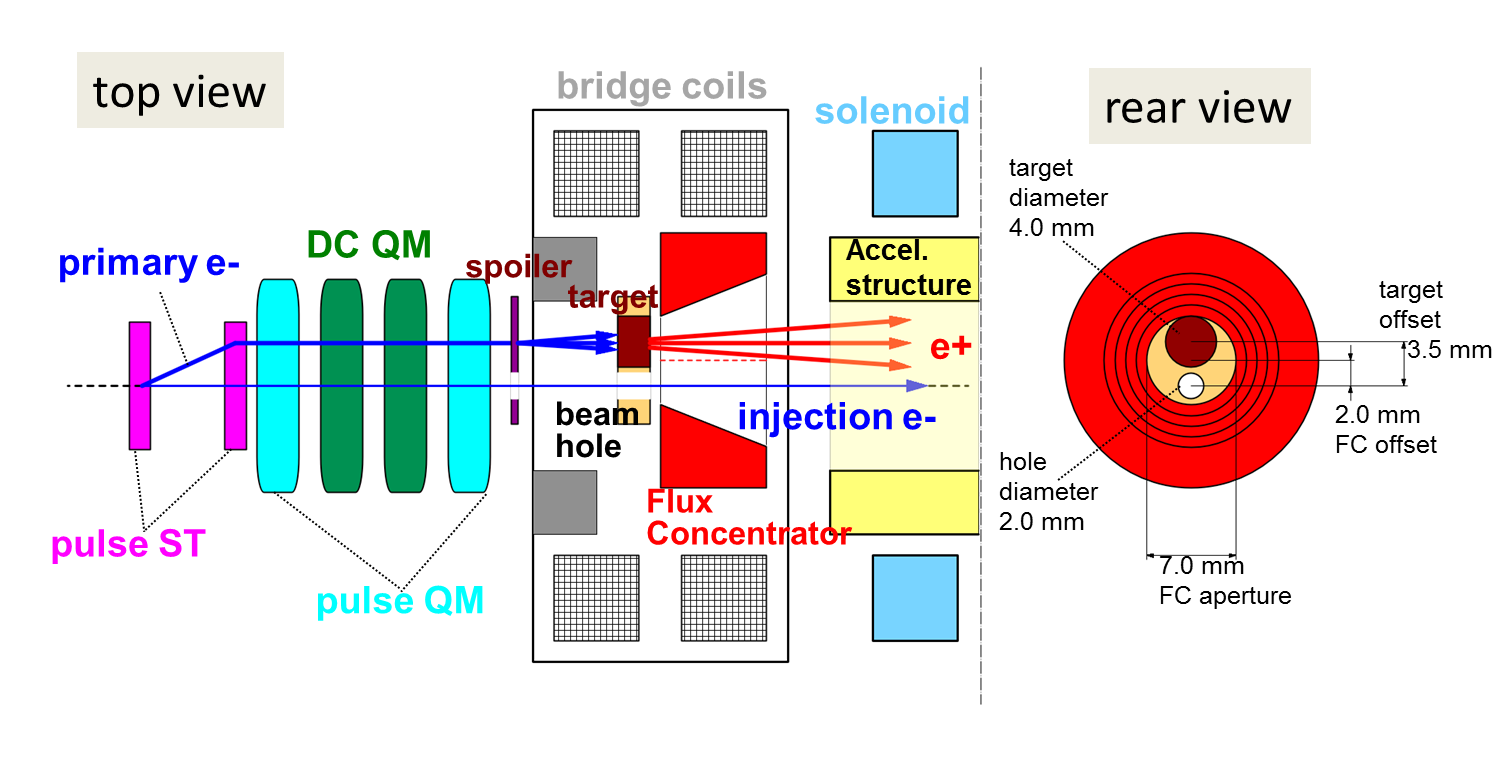 top view
bridge coils
solenoid
rear view
target
diameter
4.0 mm
primary e-
DC QM
spoiler
target
Accel.
structure
target
offset
3.5 mm
e+
beam
hole
injection e-
2.0 mm
FC offset
hole
diameter
2.0 mm
Flux
Concentrator
pulse ST
pulse QM
7.0 mm
FC aperture